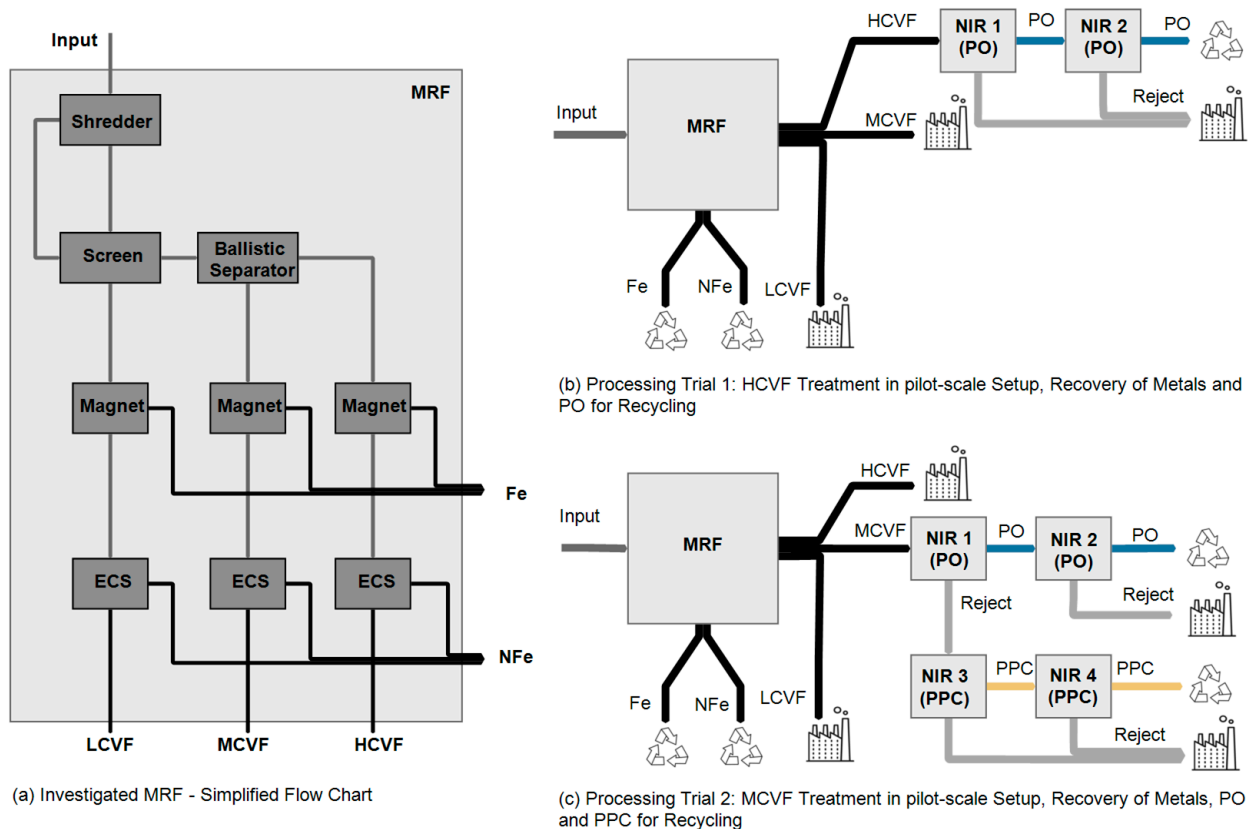 Input
MRF
Shredder
Screen
Ballistic
Separator
Magnet
Magnet
Magnet
Fe
ECS
ECS
ECS
NFe
LCVF
MCVF
HCVF
(a) Investigated MRF - Simplified Flow Chart
HCVF
NIR 1
(PO)
PO
NIR 2
(PO)
PO
Reject
Input
MRF
MCVF
Fe
NFe
LCVF
(b) Processing Trial 1: HCVF Treatment in pilot-scale Setup, Recovery of Metals and
PO for Recycling
HCVF
Input
MRF
MCVF
NIR 1
(PO)
PO
NIR 2
(PO)
PO
Reject
Reject
NIR 3
(PPC)
PPC
NIR 4
(PPC)
PPC
Reject
Fe
NFe
LCVF
(c) Processing Trial 2: MCVF Treatment in pilot-scale Setup, Recovery of Metals, PO
and PPC for Recycling